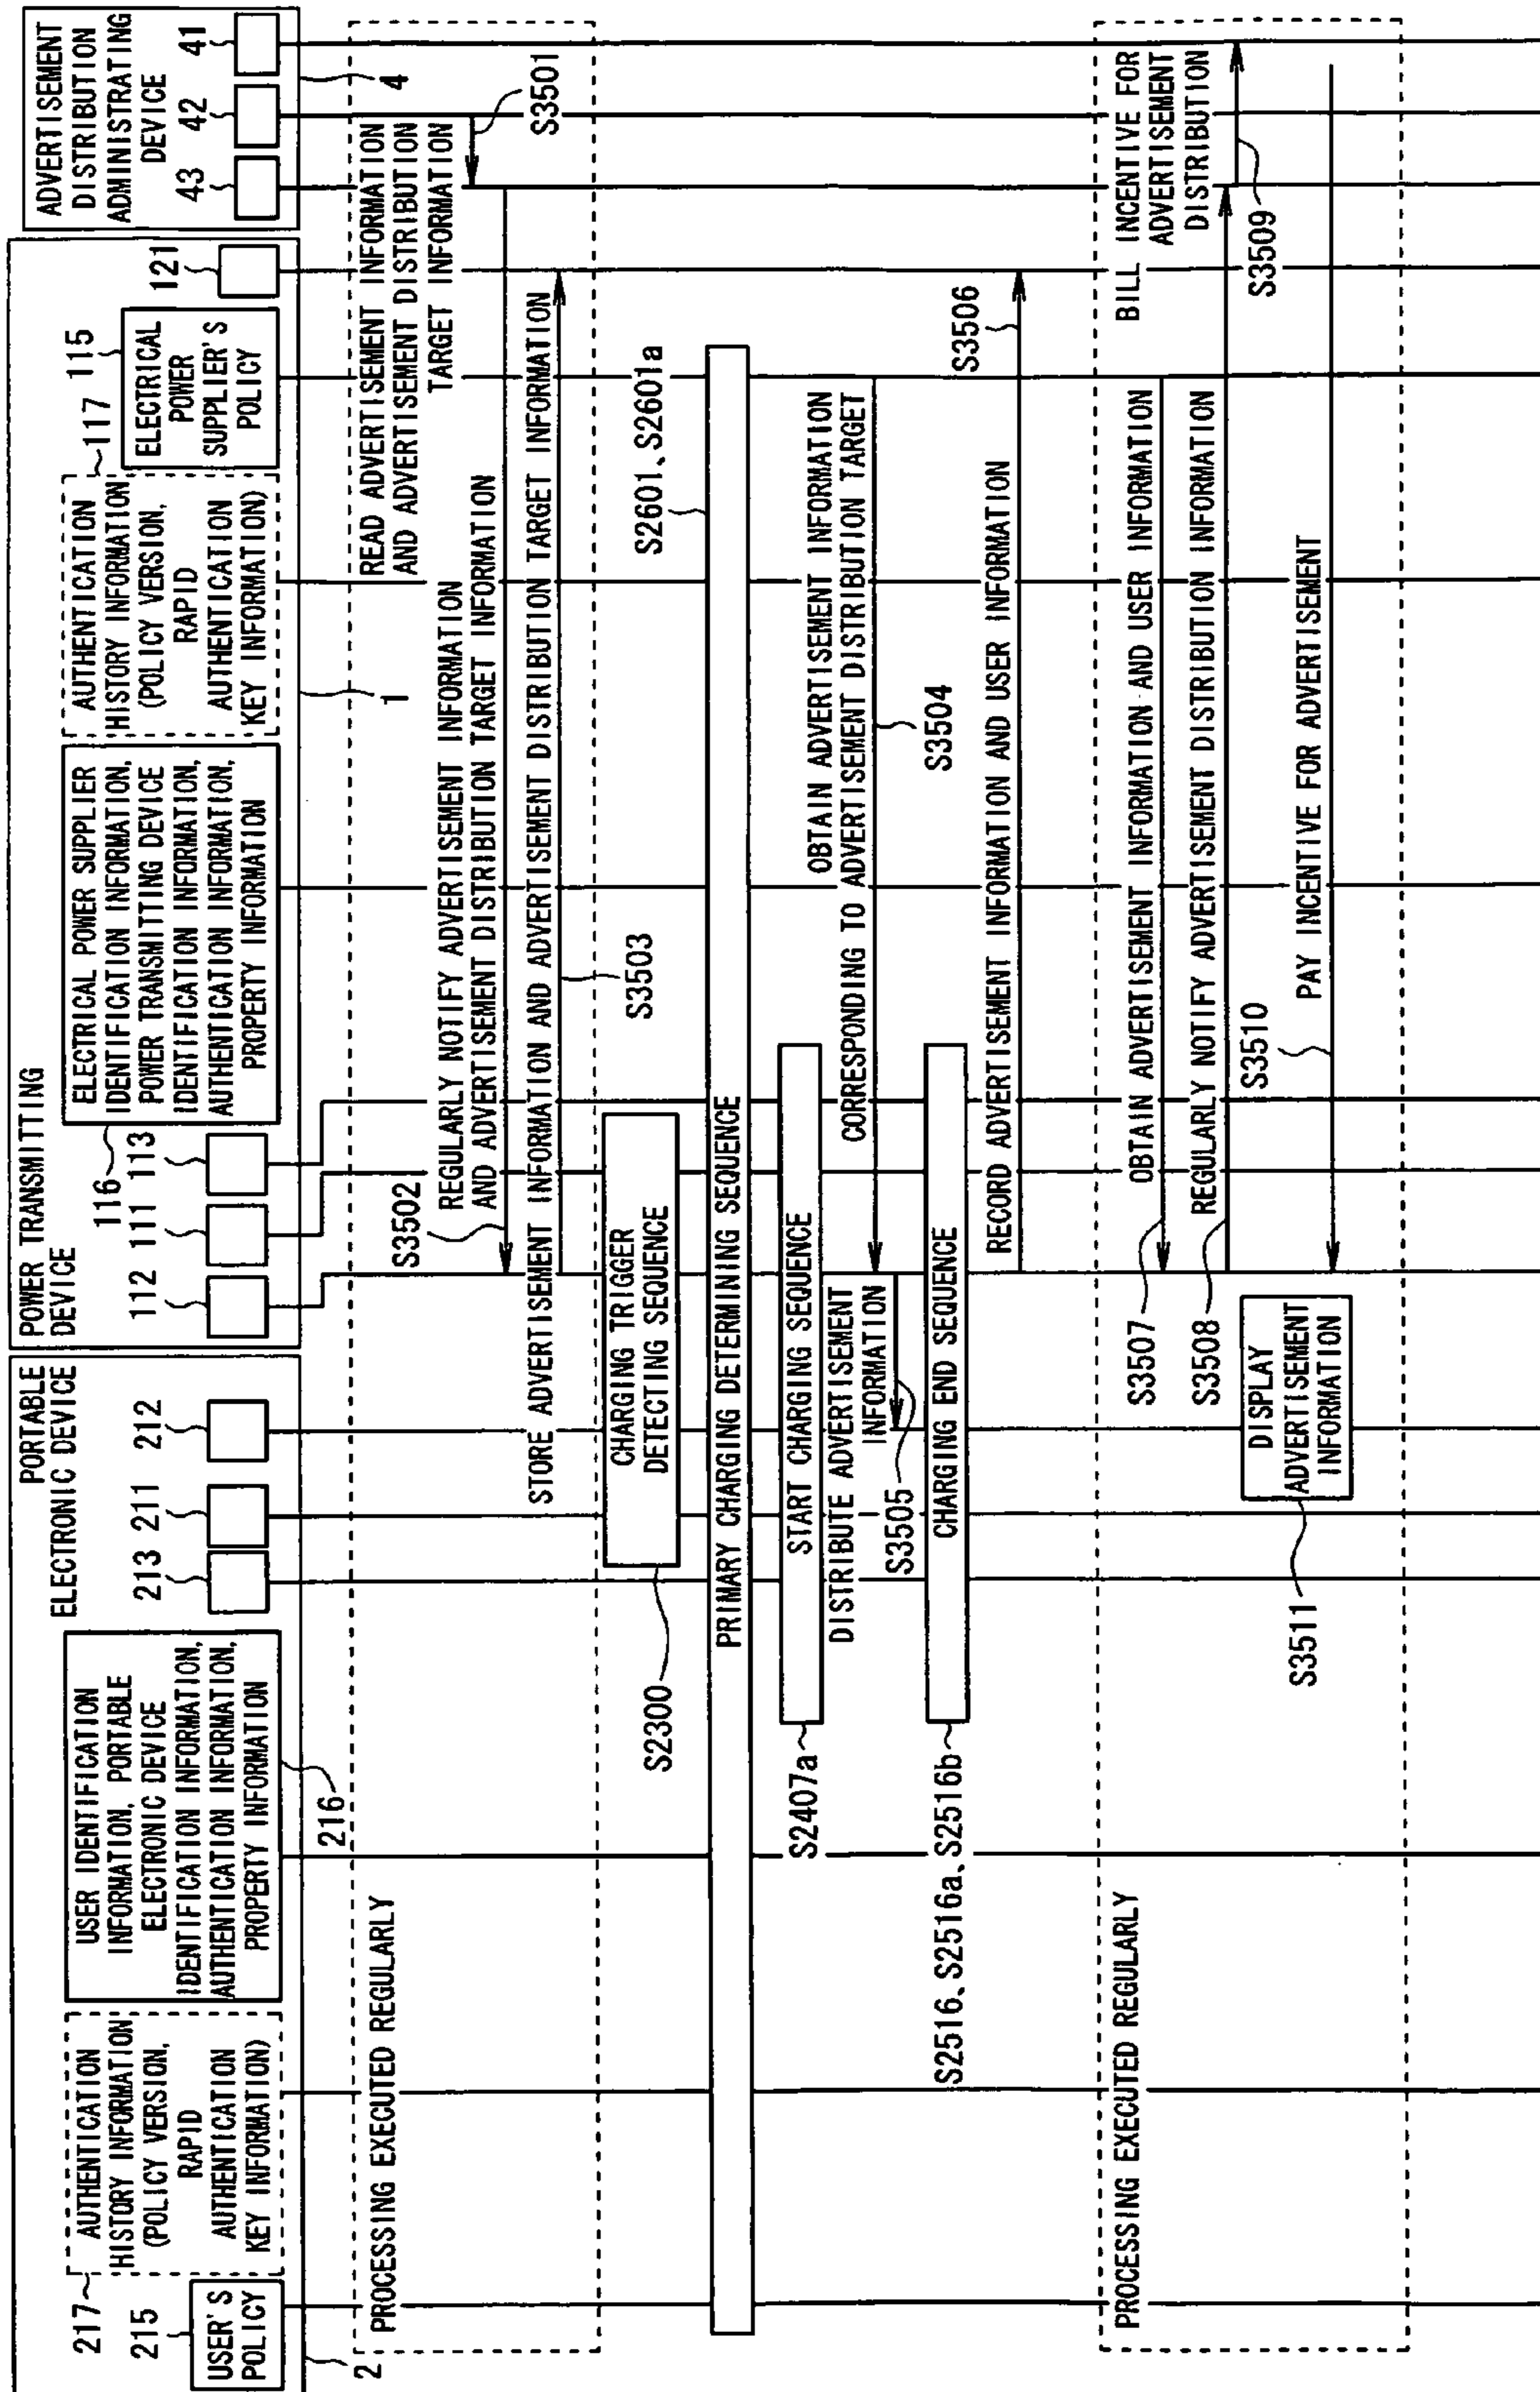 PORTABLE
ELECTRONIC DEVICE
217
AUTHENTICATION
HISTORY INFORMATION
(POLICY VERSION,
RAPID
AUTHENTICATION
KEY INFORMATION)
215
USER'S
POLICY
2
USER IDENTIFICATION
INFORMATION, PORTABLE
ELECTRONIC DEVICE
IDENTIFICATION INFORMATION,
AUTHENTICATION INFORMATION,
PROPERTY INFORMATION
216
213
211
212
POWER TRANSMITTING
DEVICE
112
111
113
116
ELECTRICAL POWER SUPPLIER
IDENTIFICATION INFORMATION,
POWER TRANSMITTING DEVICE
IDENTIFICATION INFORMATION,
AUTHENTICATION INFORMATION,
PROPERTY INFORMATION
117
AUTHENTICATION
HISTORY INFORMATION
(POLICY VERSION,
RAPID
AUTHENTICATION
KEY INFORMATION)
1
115
ELECTRICAL
POWER
SUPPLIER'S
POLICY
121
ADVERTISEMENT
DISTRIBUTION
ADMINISTRATING
DEVICE
43
42
41
4
PROCESSING EXECUTED REGULARLY
READ ADVERTISEMENT INFORMATION
AND ADVERTISEMENT DISTRIBUTION
TARGET INFORMATION
S3501
S3502
REGULARLY NOTIFY ADVERTISEMENT INFORMATION
AND ADVERTISEMENT DISTRIBUTION TARGET INFORMATION
STORE ADVERTISEMENT INFORMATION AND ADVERTISEMENT DISTRIBUTION TARGET INFORMATION
S3503
CHARGING TRIGGER
DETECTING SEQUENCE
S2300
S2601、S2601a
PRIMARY CHARGING DETERMINING SEQUENCE
START CHARGING SEQUENCE
S2407a
OBTAIN ADVERTISEMENT INFORMATION
CORRESPONDING TO ADVERTISEMENT DISTRIBUTION TARGET
S3504
DISTRIBUTE ADVERTISEMENT
INFORMATION
S3505
CHARGING END SEQUENCE
S2516、S2516a、S2516b
S3506
RECORD ADVERTISEMENT INFORMATION AND USER INFORMATION
PROCESSING EXECUTED REGULARLY
OBTAIN ADVERTISEMENT INFORMATION AND USER INFORMATION
S3507
REGULARLY NOTIFY ADVERTISEMENT DISTRIBUTION INFORMATION
S3508
BILL INCENTIVE FOR
ADVERTISEMENT
DISTRIBUTION
S3509
S3510
PAY INCENTIVE FOR ADVERTISEMENT
DISPLAY
ADVERTISEMENT
INFORMATION
S3511